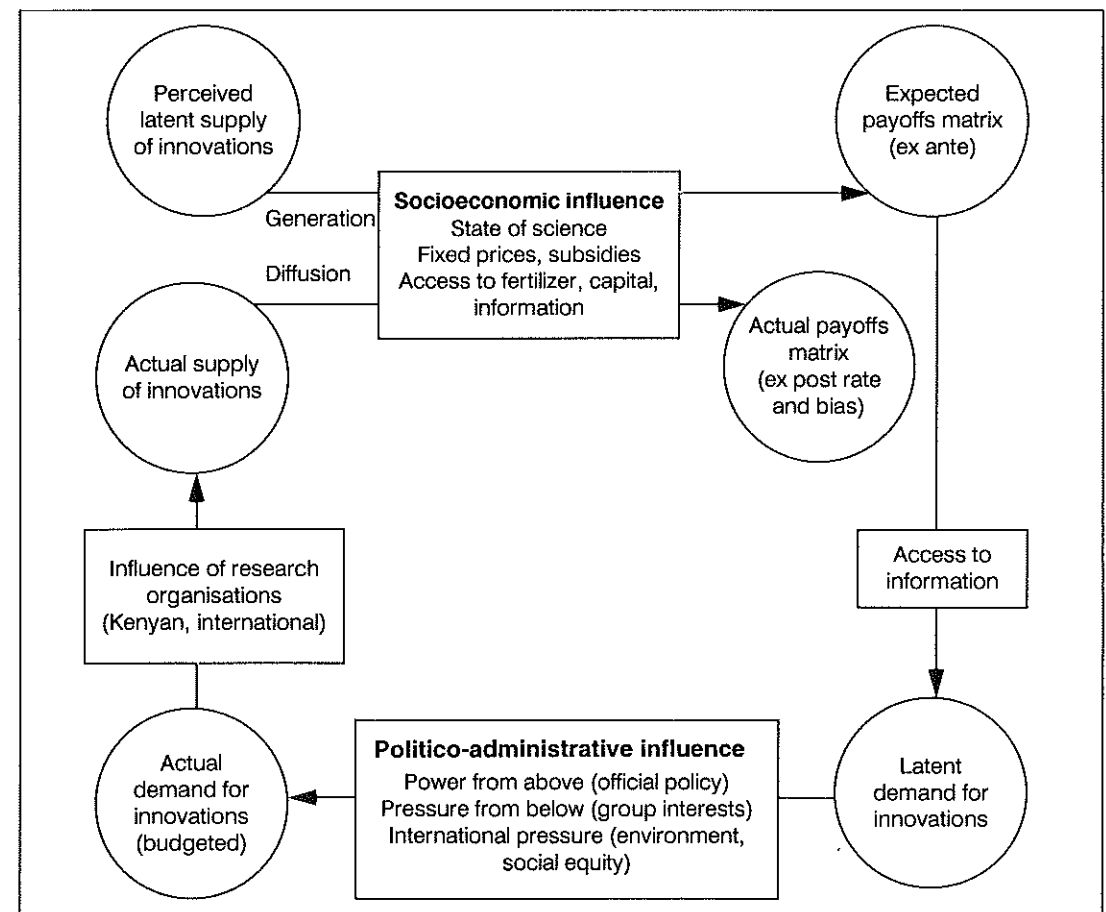 Perceived
latent supply
of innovations
Expected
payoffs matrix
(ex ante)
Generation
Diffusion
Socioeconomic influence
State of science
Fixed prices, subsidies
Access to fertilizer, capital,
information
Actual supply
of innovations
Actual payoffs
matrix
(ex post rate
and bias)
Influence of research
organisations
(Kenyan, international)
Access to
information
Actual
demand for
innovations
(budgeted)
Politico-administrative influence
Power from above (official policy)
Pressure from below (group interests)
International pressure (environment,
social equity)
Latent
demand for
innovations